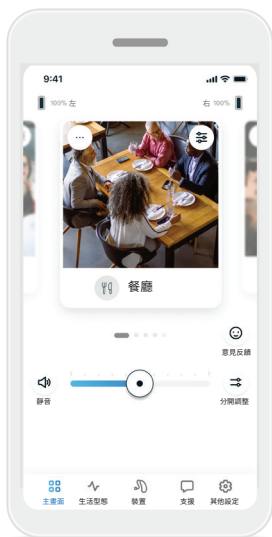 9:41
100% 左
右 100%
餐廳
意見反饋
靜音
分開調整
主畫面
生活型態
裝置
支援
其他設定